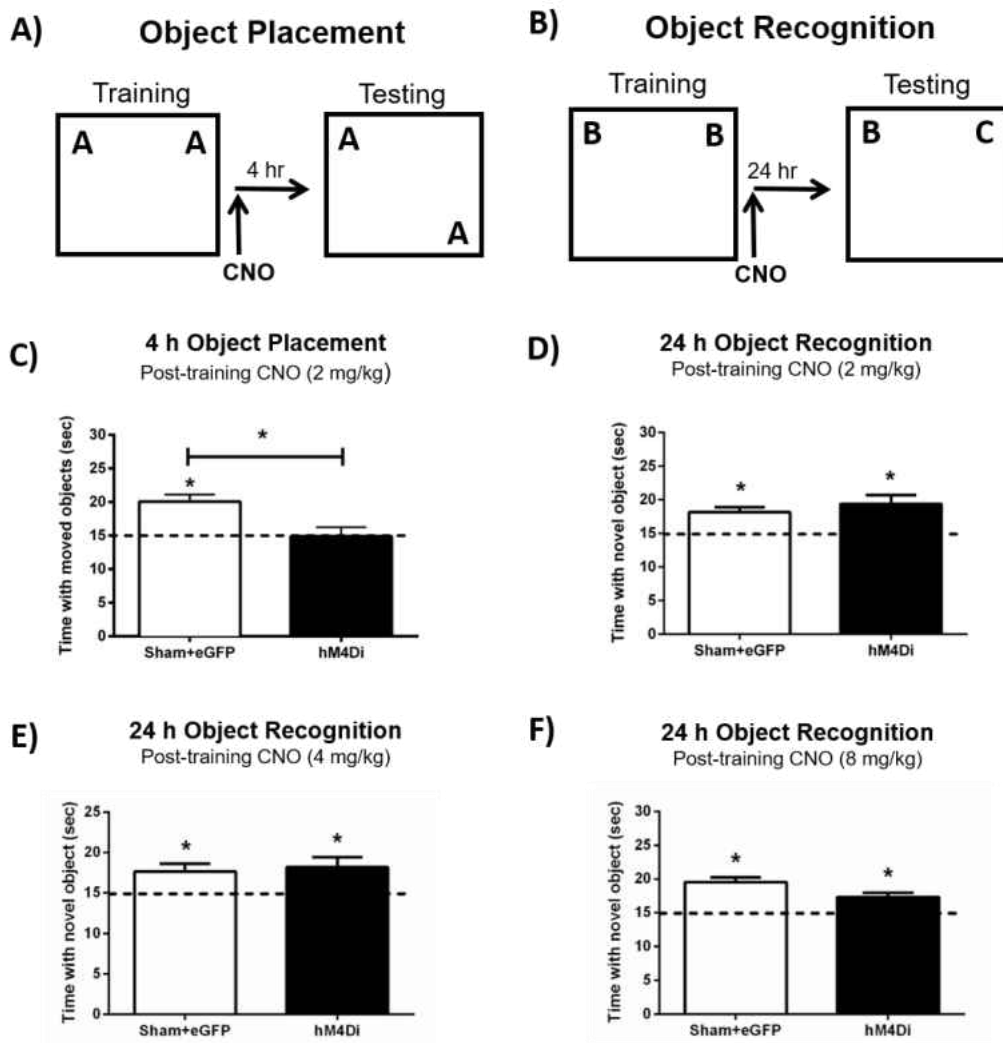 A) Object Placement
Training Testing
A A A
4 hr
A
CNO
B) Object Recognition
Training Testing
B B B C
24 hr
CNO
C) 4 h Object Placement
Post-training CNO (2 mg/kg)
Time with moved objects (sec)
30
25
20
15
10
5
0
*
*
Sham+eGFP hM4Di
D) 24 h Object Recognition
Post-training CNO (2 mg/kg)
Time with novel object (sec)
30
25
20
15
10
5
0
* *
Sham+eGFP hM4Di
E) 24 h Object Recognition
Post-training CNO (4 mg/kg)
Time with novel object (sec)
25
20
15
10
5
0
* *
Sham+eGFP hM4Di
F) 24 h Object Recognition
Post-training CNO (8 mg/kg)
Time with novel object (sec)
30
25
20
15
10
5
0
* *
Sham+eGFP hM4Di